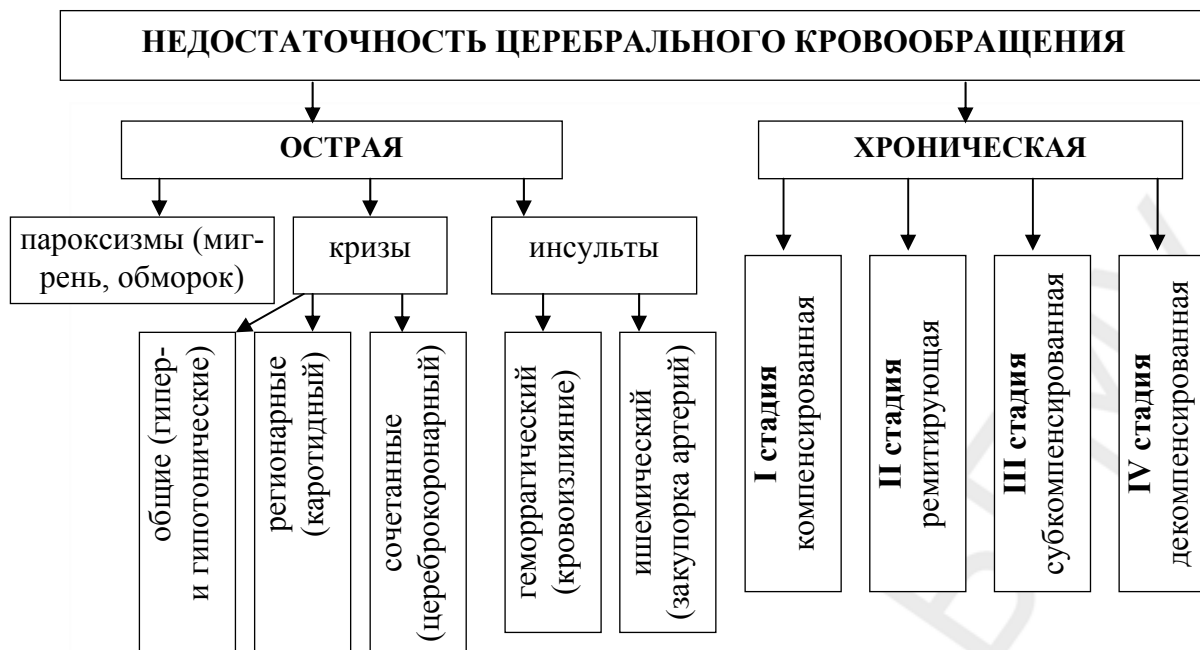 НЕДОСТАТОЧНОСТЬ ЦЕРЕБРАЛЬНОГО КРОВООБРАЩЕНИЯ
ОСТРАЯ
ХРОНИЧЕСКАЯ
пароксизмы (миг-
рень, обморок)
кризы
инсульты
общие (гипер-
и гипотонические)
регионарные
(каротидный)
сочетанные
(цереброкоронарный)
геморрагический
(кровоизлияние)
ишемический
(закупорка артерий)
I стадия
компенсированная
II стадия
ремитирующая
III стадия
субкомпенсированная
IV стадия
декомпенсированная